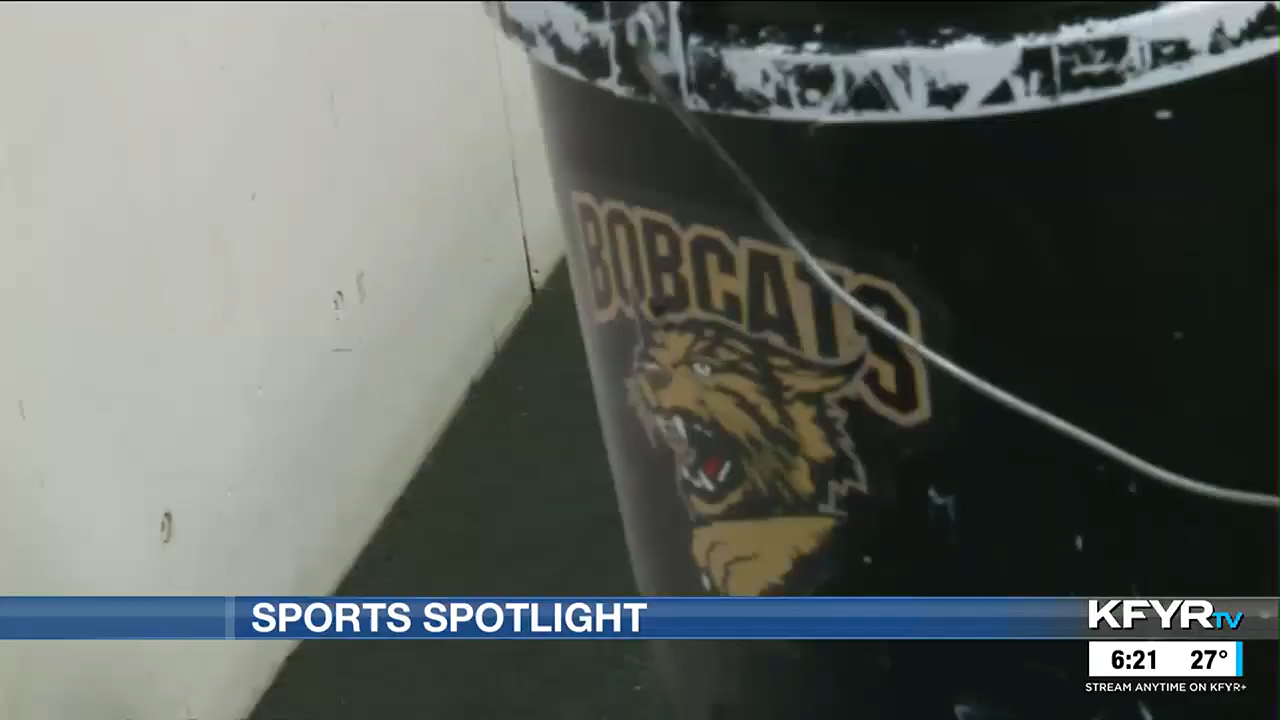 BOBCATS
SPORTS SPOTLIGHT
KFYRTV
6:21 27°
STREAM ANYTIME ON KFYR+